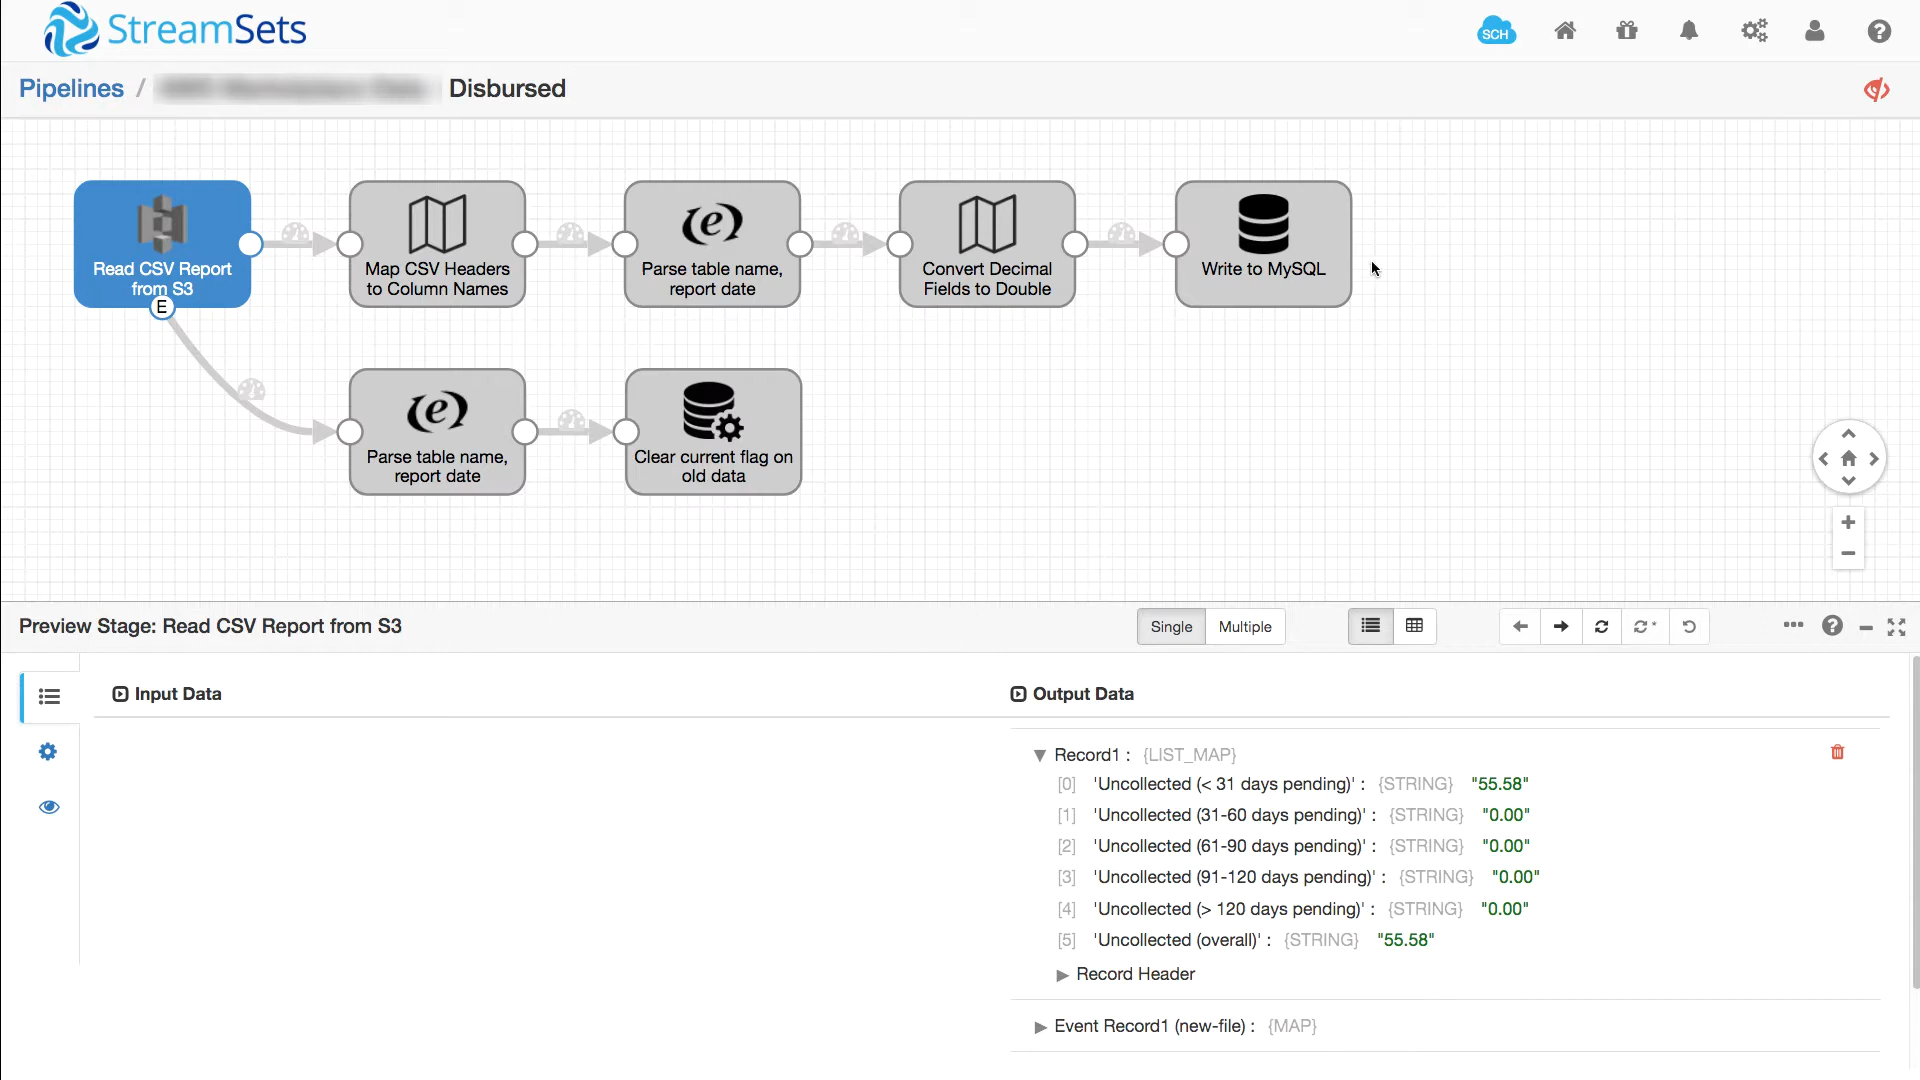 StreamSets
SCH
Pipelines / Disbursed
Read CSV Report
from S3
E
Map CSV Headers
to Column Names
Parse table name,
report date
Convert Decimal
Fields to Double
Write to MySQL
Parse table name,
report date
Clear current flag on
old data
Preview Stage: Read CSV Report from S3
Single Multiple
Input Data
Output Data
Record1 : {LIST_MAP}
[0] 'Uncollected (< 31 days pending)' : {STRING} "55.58"
[1] 'Uncollected (31-60 days pending)' : {STRING} "0.00"
[2] 'Uncollected (61-90 days pending)' : {STRING} "0.00"
[3] 'Uncollected (91-120 days pending)' : {STRING} "0.00"
[4] 'Uncollected (> 120 days pending)' : {STRING} "0.00"
[5] 'Uncollected (overall)' : {STRING} "55.58"
Record Header
Event Record1 (new-file) : {MAP}